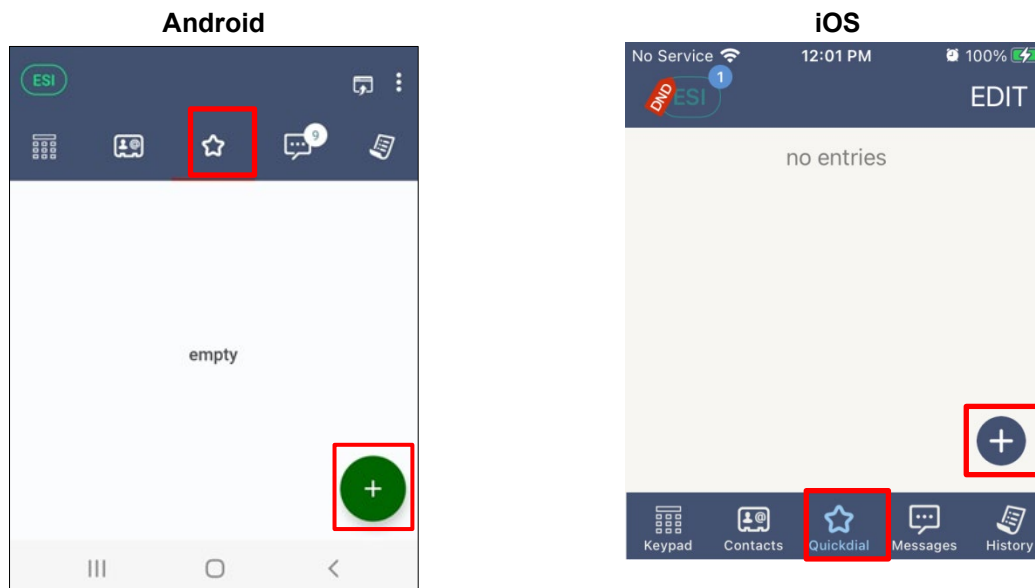 Android
ESI
9
empty
iOS
No Service 12:01 PM 100%
1
DND
ESI
EDIT
no entries
Keypad Contacts Quickdial Messages History